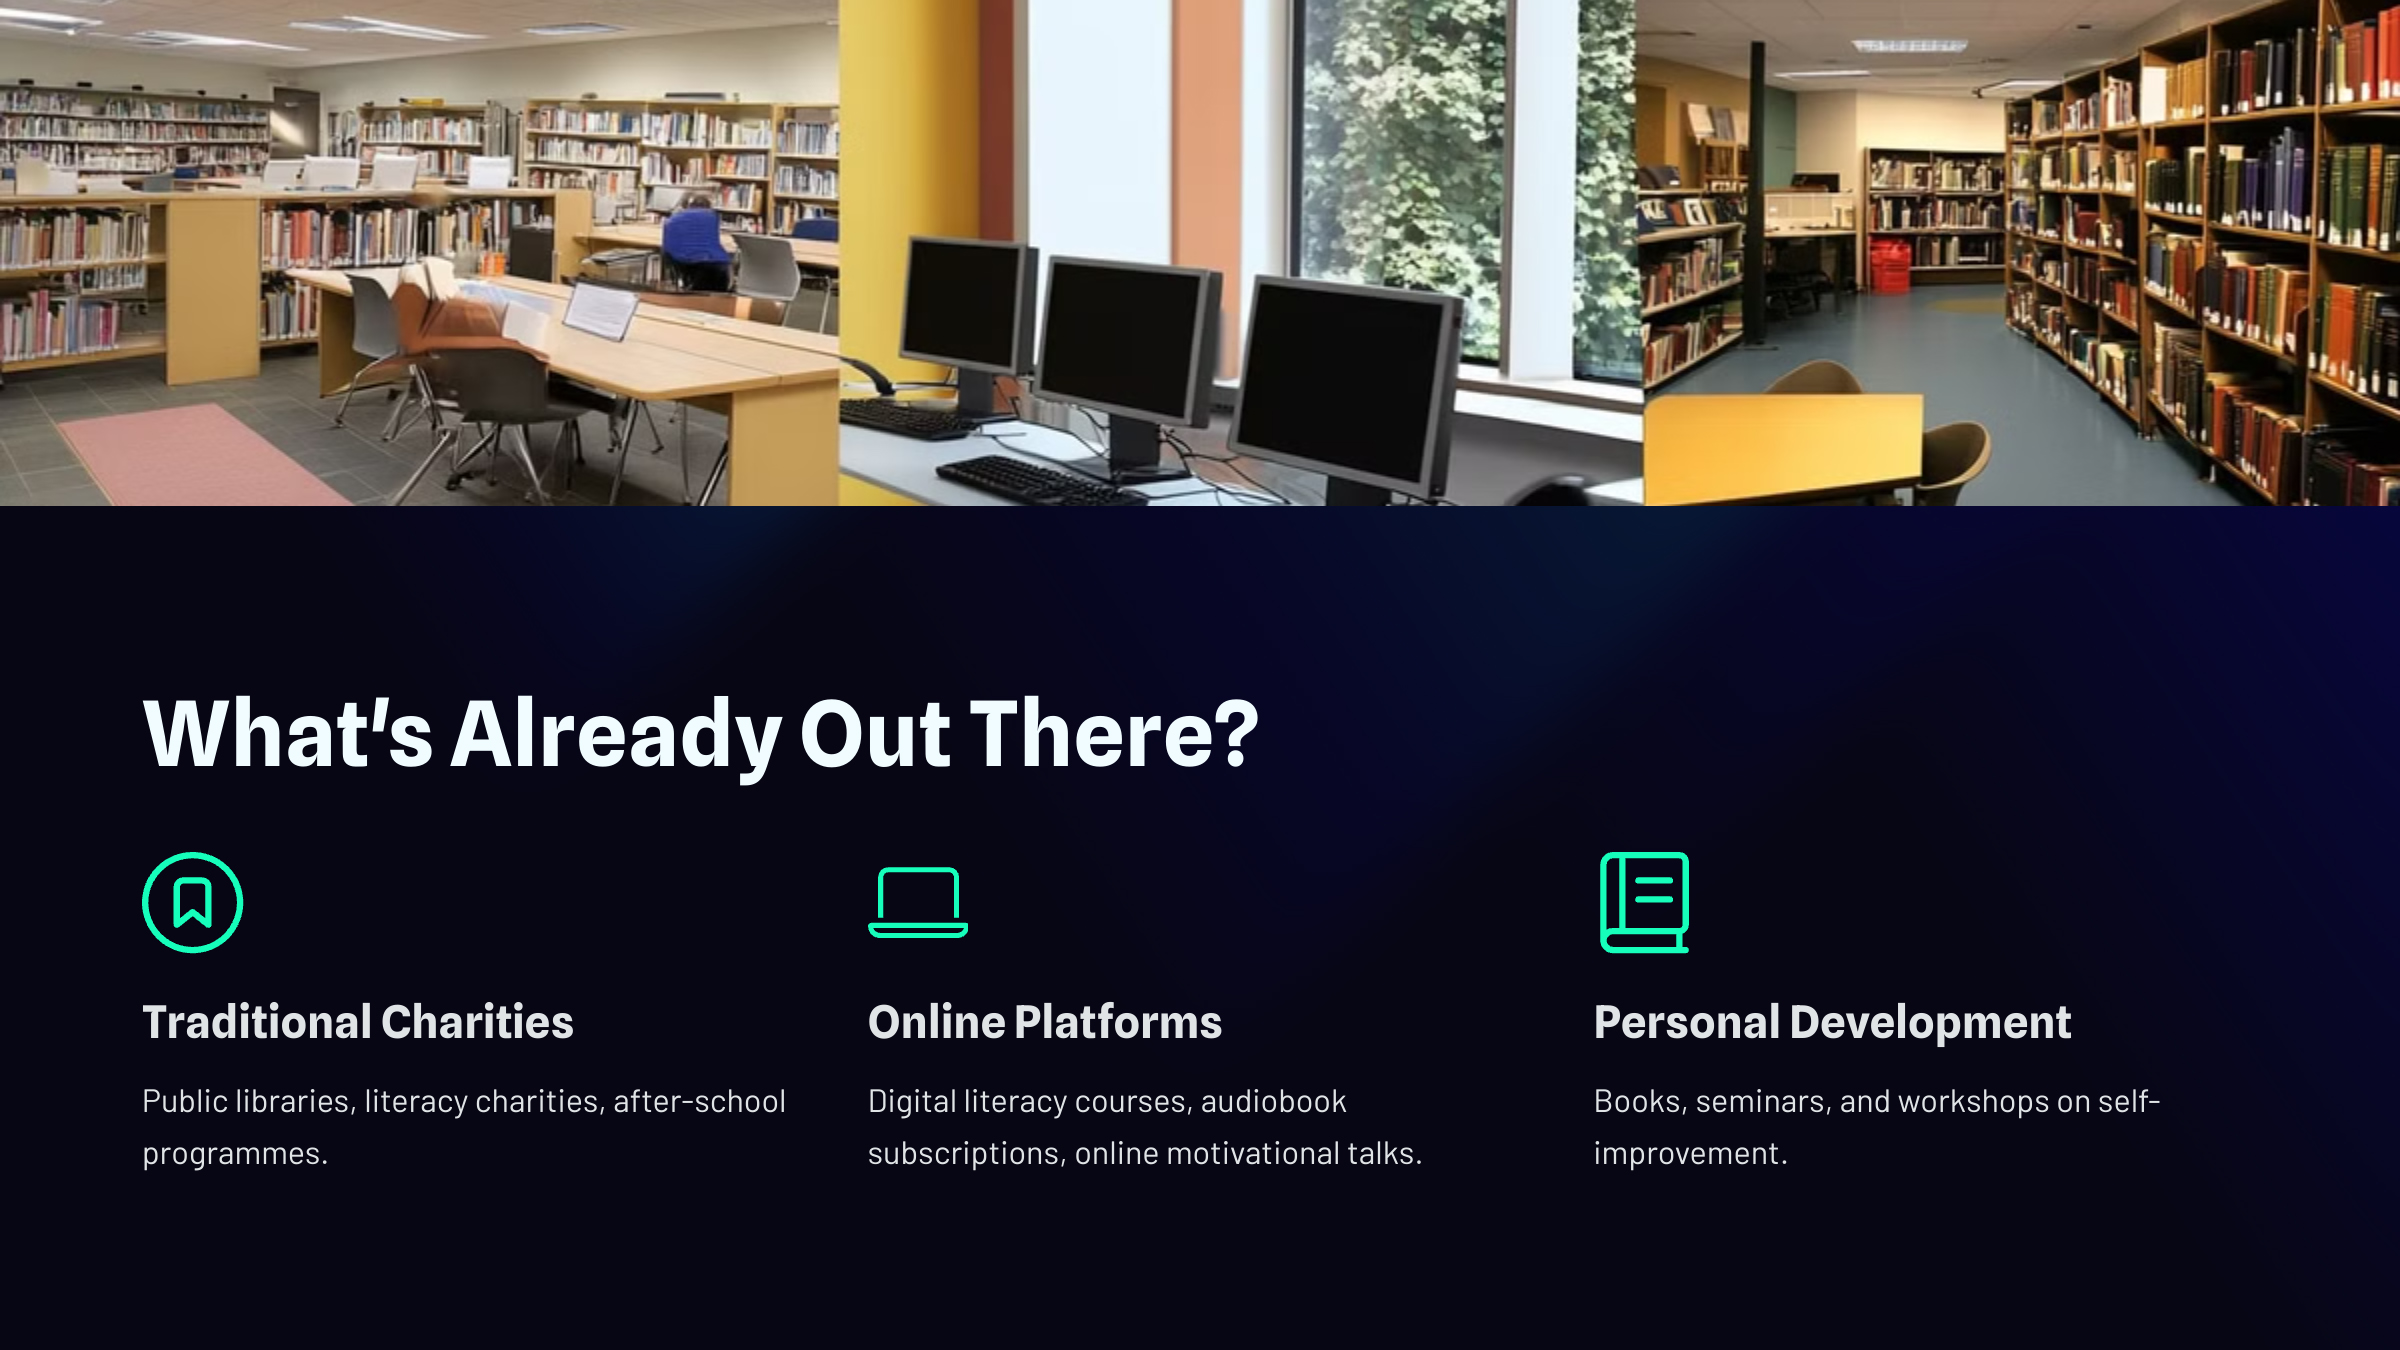 What's Already Out There?
Traditional Charities
Public libraries, literacy charities, after-school
programmes.
Online Platforms
Digital literacy courses, audiobook
subscriptions, online motivational talks.
Personal Development
Books, seminars, and workshops on self-
improvement.